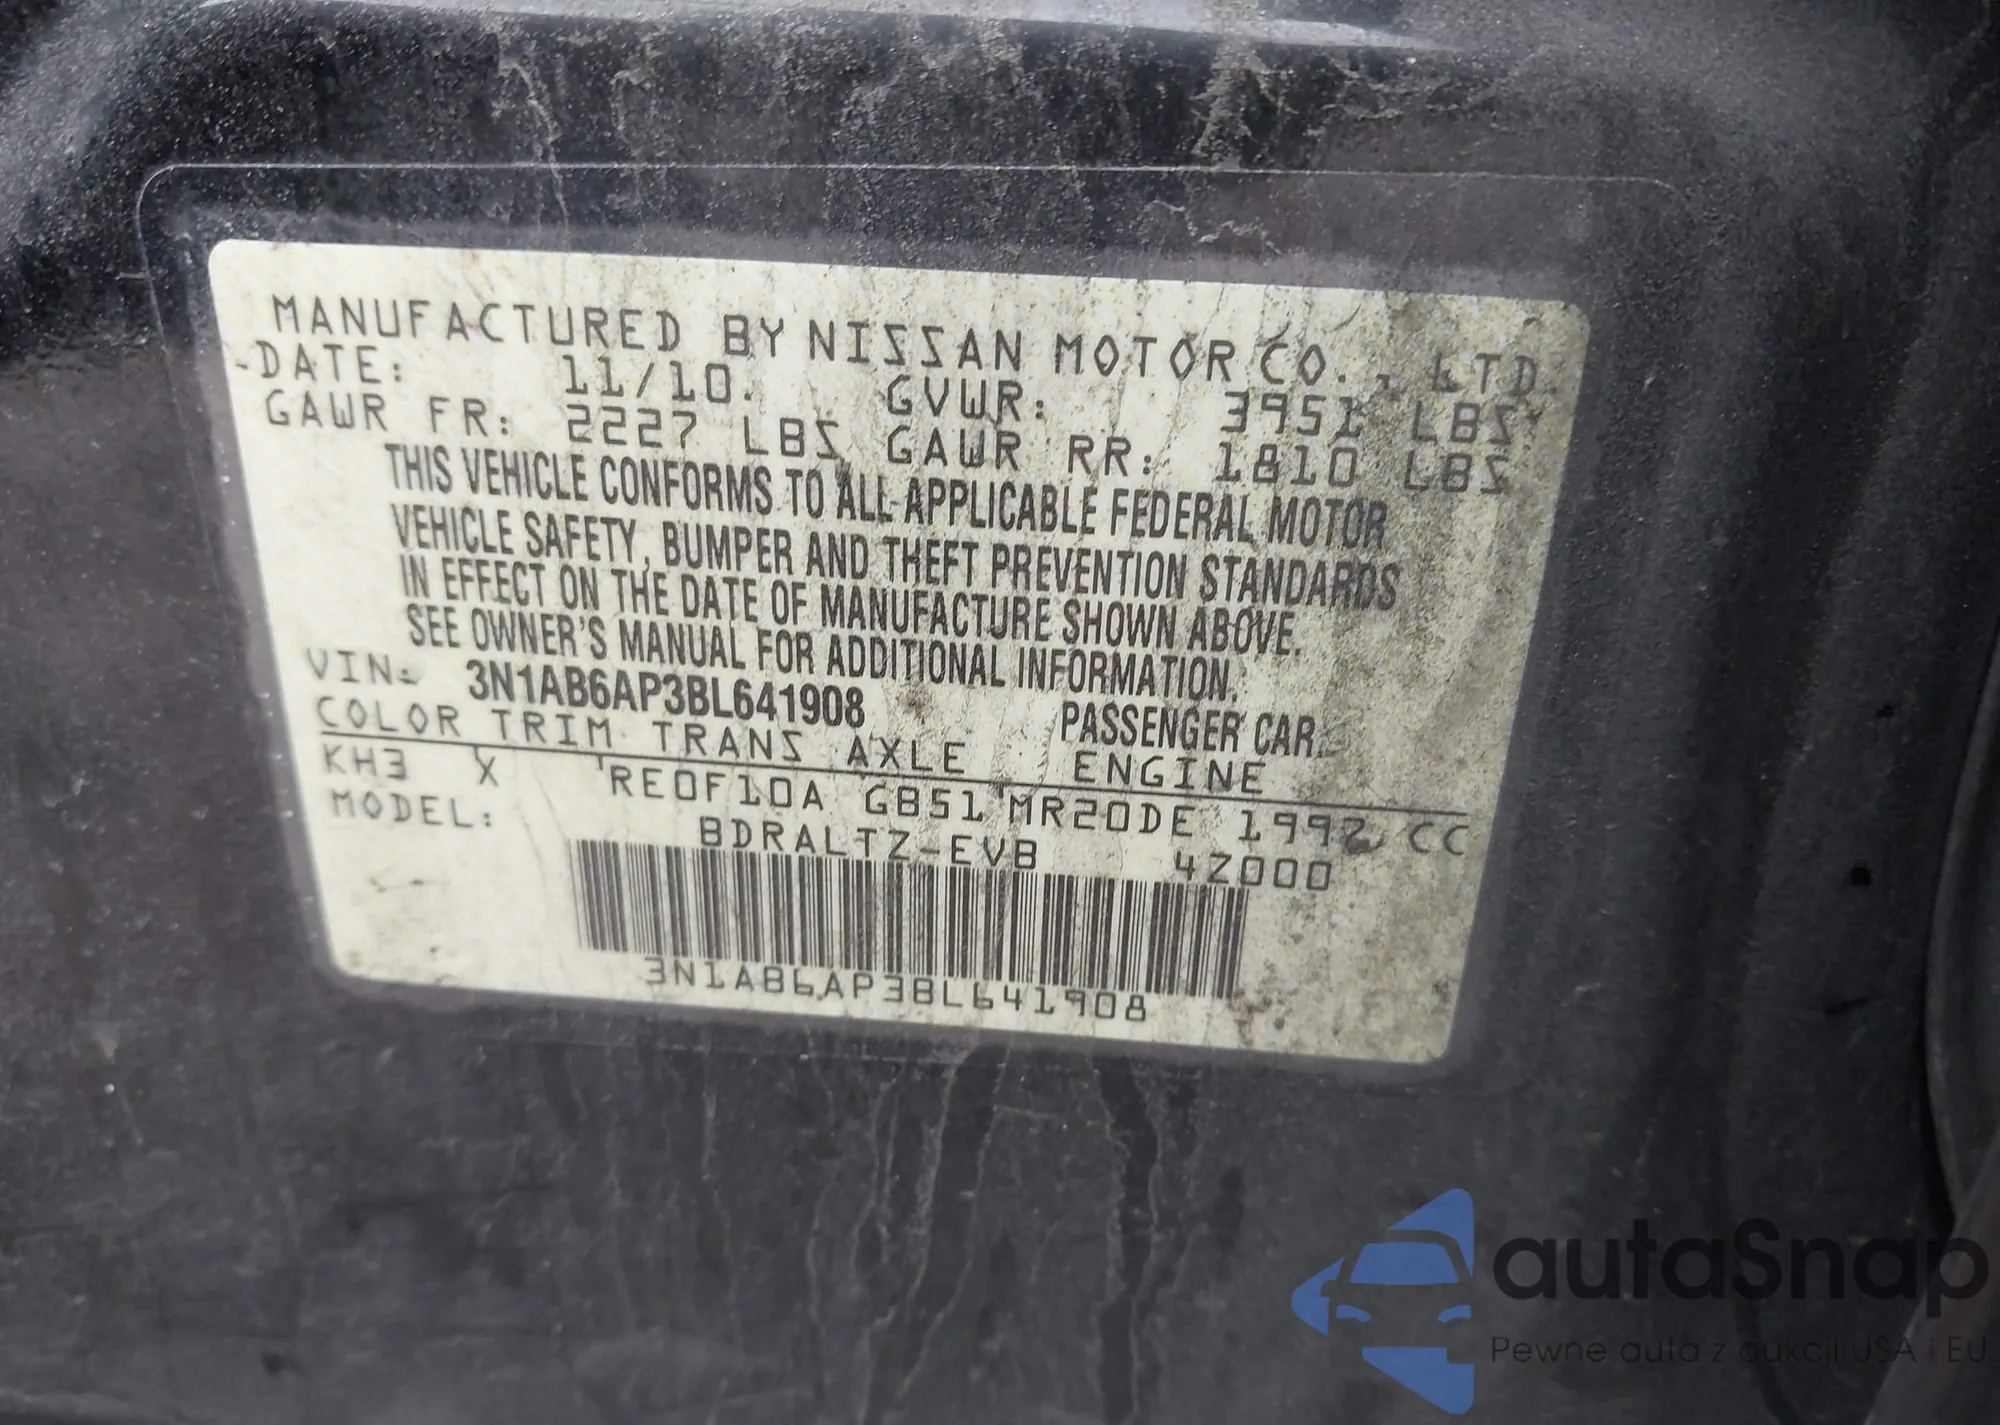 MANUFACTURED BY NISSAN MOTOR CO., LTD.
DATE: 11/10. GVWR: 3951 LBS
GAWR FR: 2227 LBS GAWR RR: 1810 LBS
THIS VEHICLE CONFORMS TO ALL APPLICABLE FEDERAL MOTOR
VEHICLE SAFETY, BUMPER AND THEFT PREVENTION STANDARDS
IN EFFECT ON THE DATE OF MANUFACTURE SHOWN ABOVE.
SEE OWNER'S MANUAL FOR ADDITIONAL INFORMATION.
VIN: 3N1AB6AP3BL641908 PASSENGER CAR
COLOR TRIM TRANS AXLE ENGINE
KH3 X RE0F10A GB51 MR20DE 1997 CC
MODEL: BDRALTZ-EVB 4Z000
3N1AB6AP3BL641908
autaSnap
Pewne auta z aukcji USA i EU